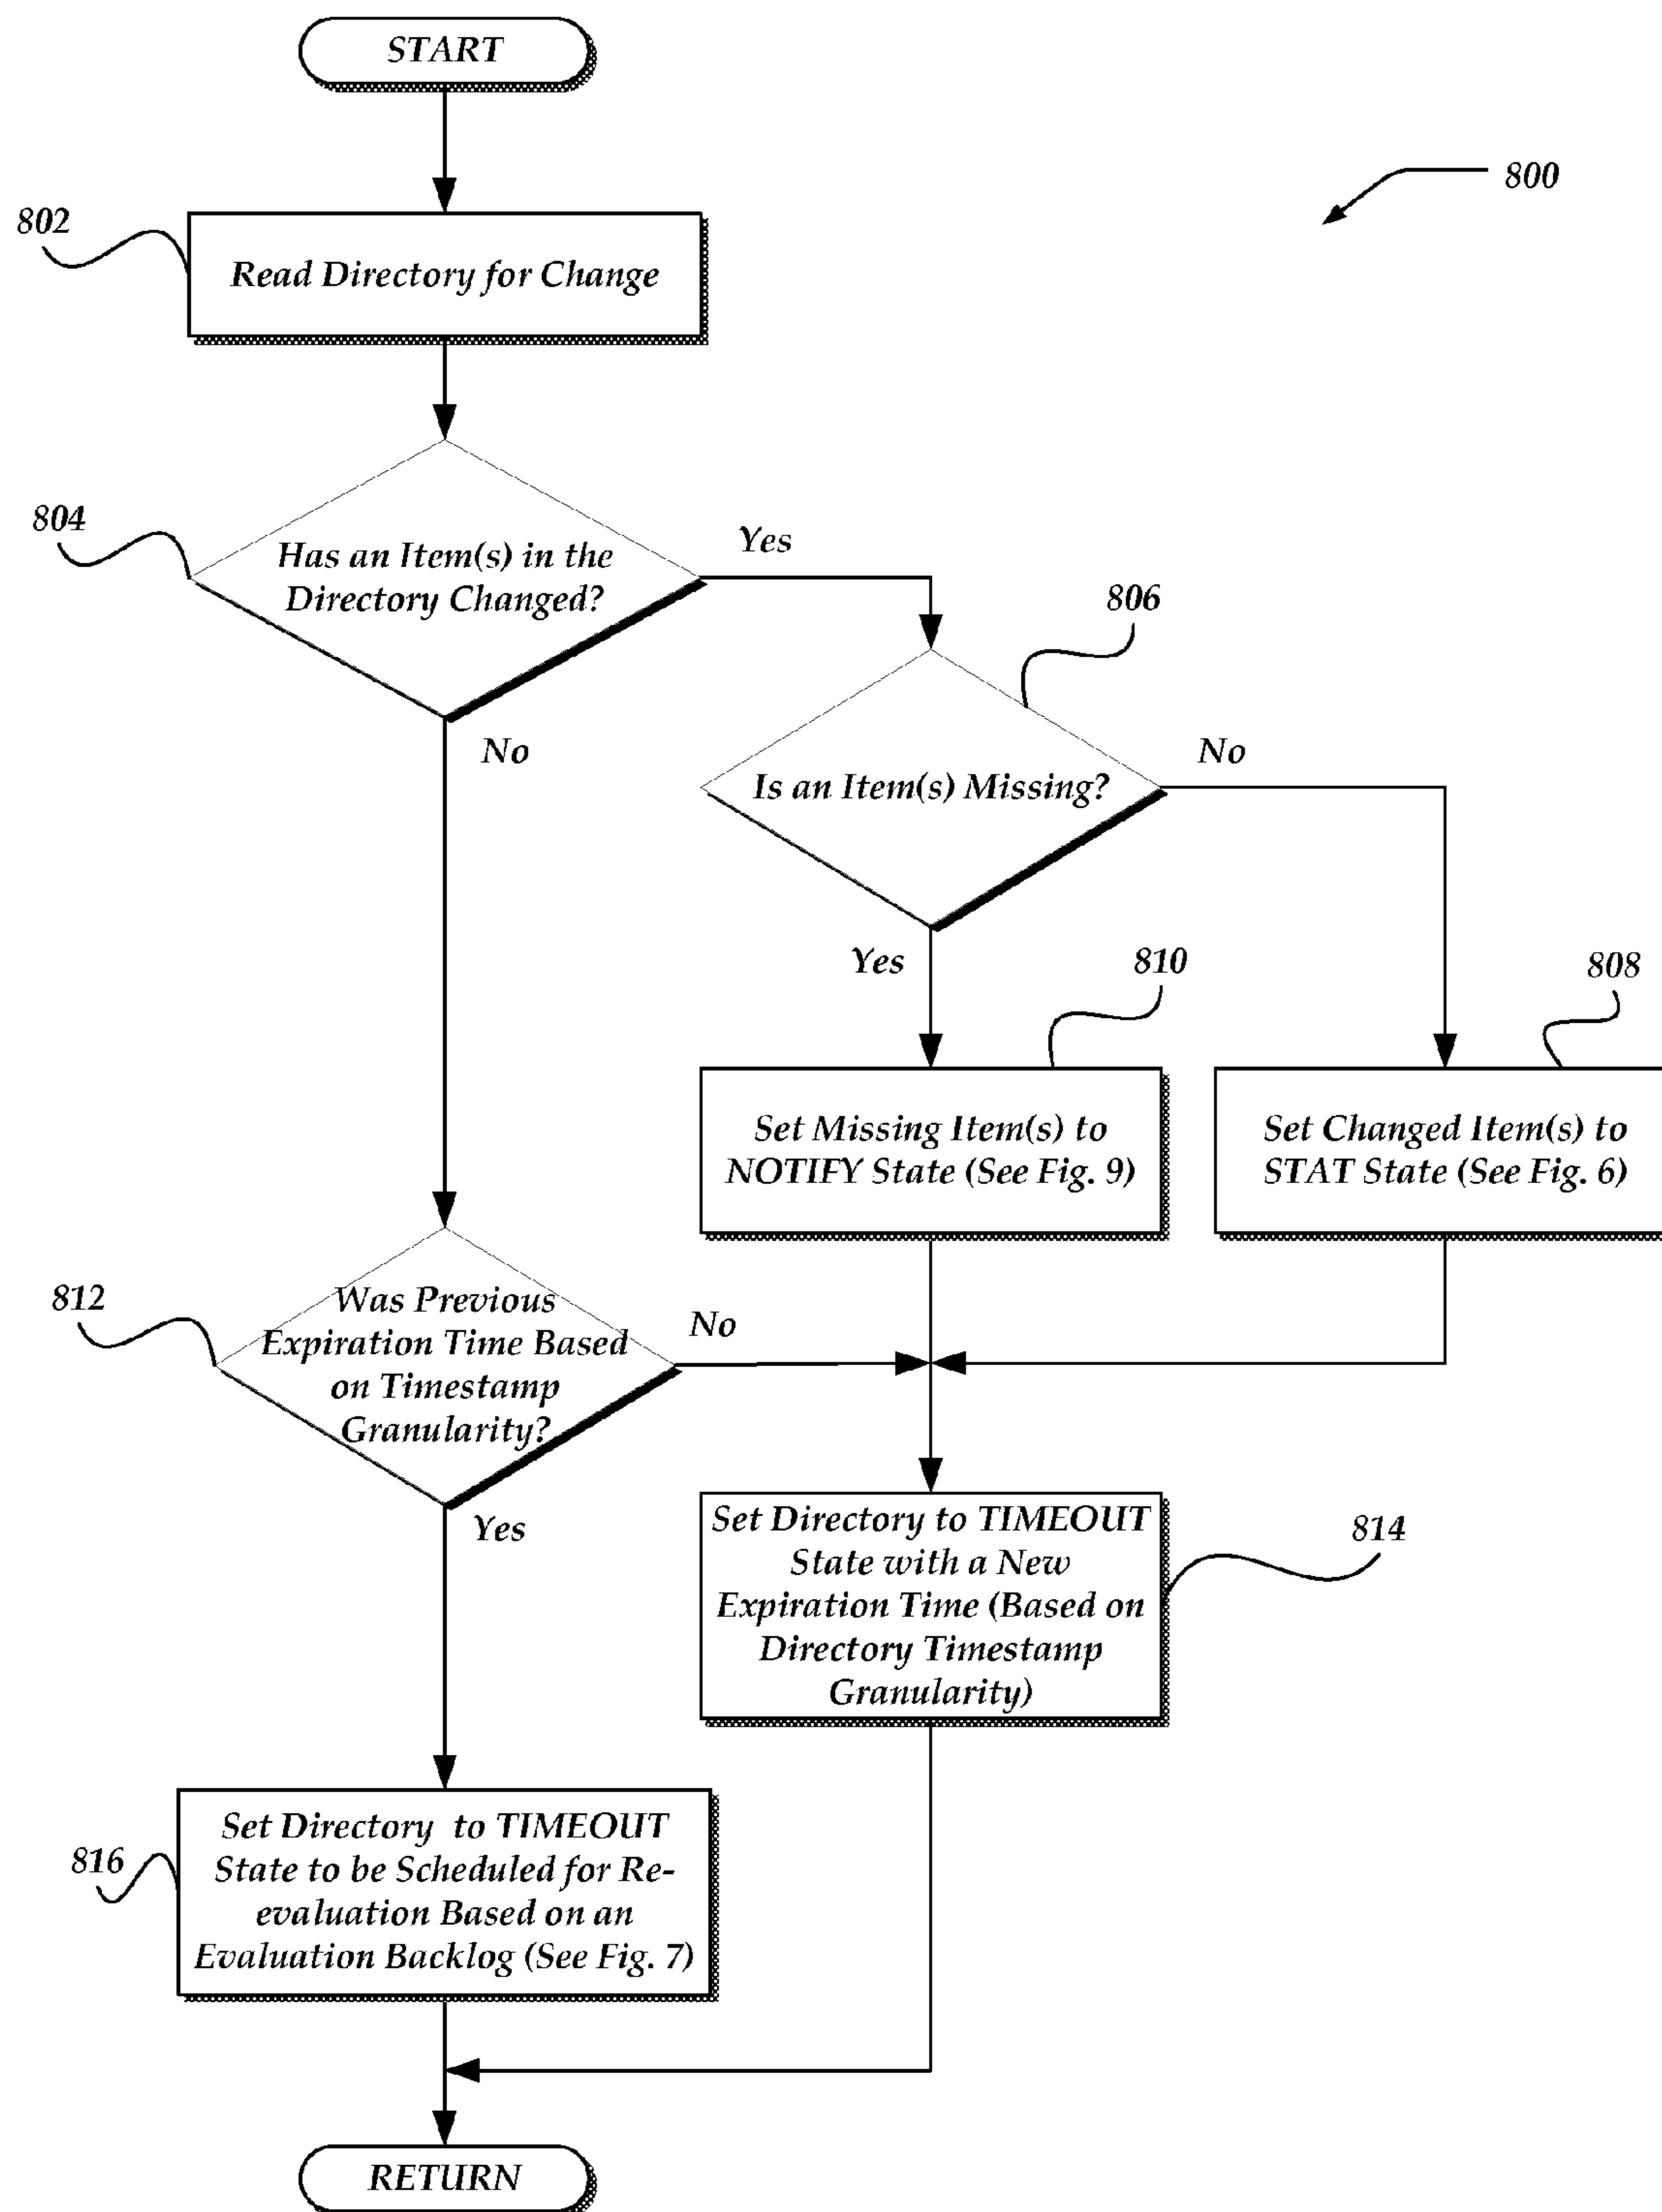 START
800
802
Read Directory for Change
804
Has an Item(s) in the
Directory Changed?
Yes
No
806
Is an Item(s) Missing?
No
Yes
810
808
Set Missing Item(s) to
NOTIFY State (See Fig. 9)
Set Changed Item(s) to
STAT State (See Fig. 6)
812
Was Previous
Expiration Time Based
on Timestamp
Granularity?
No
Yes
Set Directory to TIMEOUT
State with a New
Expiration Time (Based on
Directory Timestamp
Granularity)
814
816
Set Directory to TIMEOUT
State to be Scheduled for Re-
evaluation Based on an
Evaluation Backlog (See Fig. 7)
RETURN